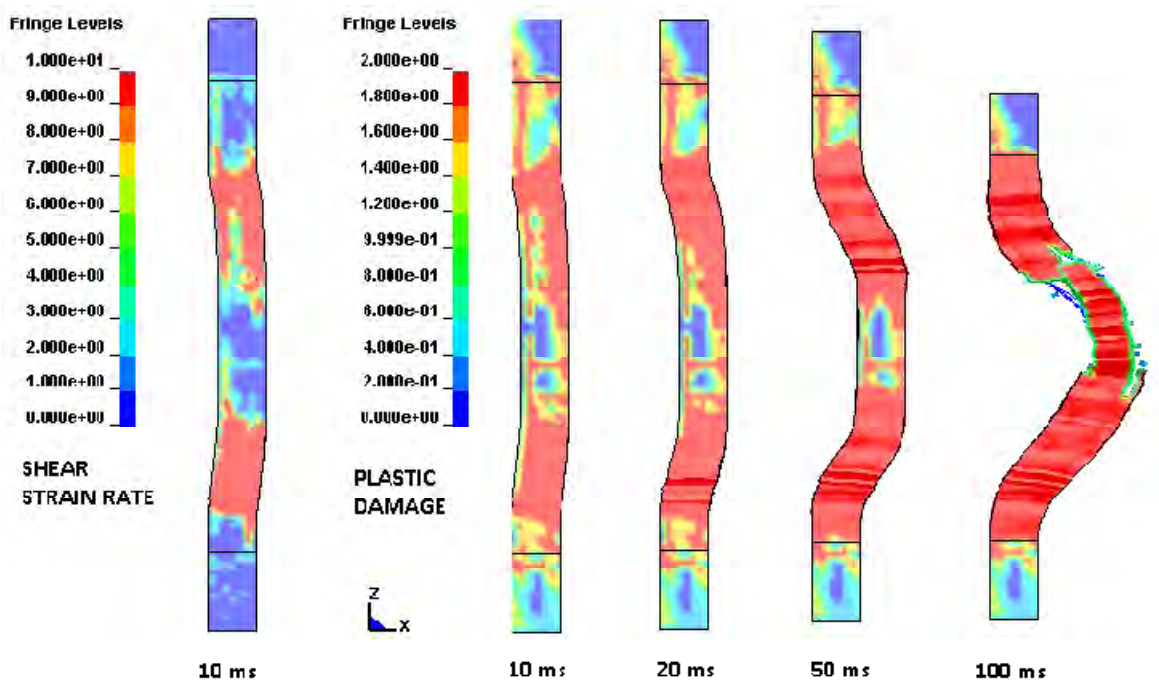 Fringe Levels
1.000e+01
9.000e+00
8.000e+00
7.000e+00
6.000e+00
5.000e+00
4.000e+00
3.000e+00
2.000e+00
1.000e+00
0.000e+00
SHEAR
STRAIN RATE
10 ms
Fringe Levels
2.000e+00
1.800e+00
1.600e+00
1.400e+00
1.200e+00
9.999e-01
8.000e-01
6.000e-01
4.000e-01
2.000e-01
0.000e+00
PLASTIC
DAMAGE
Z
X
10 ms
20 ms
50 ms
100 ms